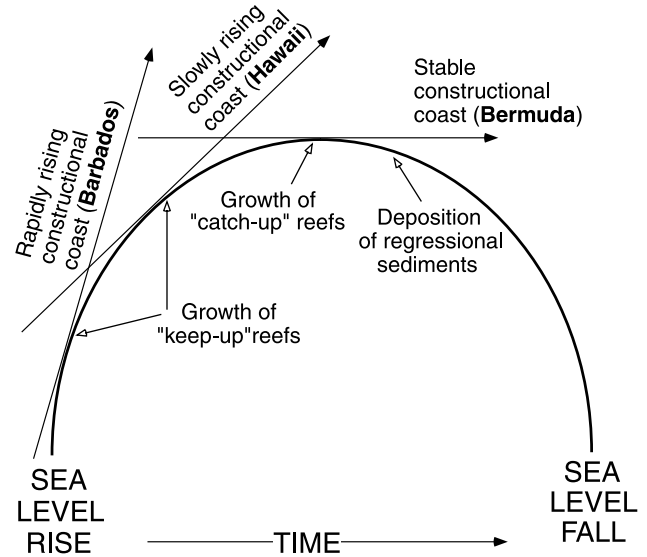 Rapidly rising
constructional
coast (Barbados)
Slowly rising
constructional
coast (Hawaii)
Stable
constructional
coast (Bermuda)
Growth of
"catch-up" reefs
Deposition
of regressional
sediments
Growth of
"keep-up"reefs
SEA
LEVEL
RISE
TIME
SEA
LEVEL
FALL